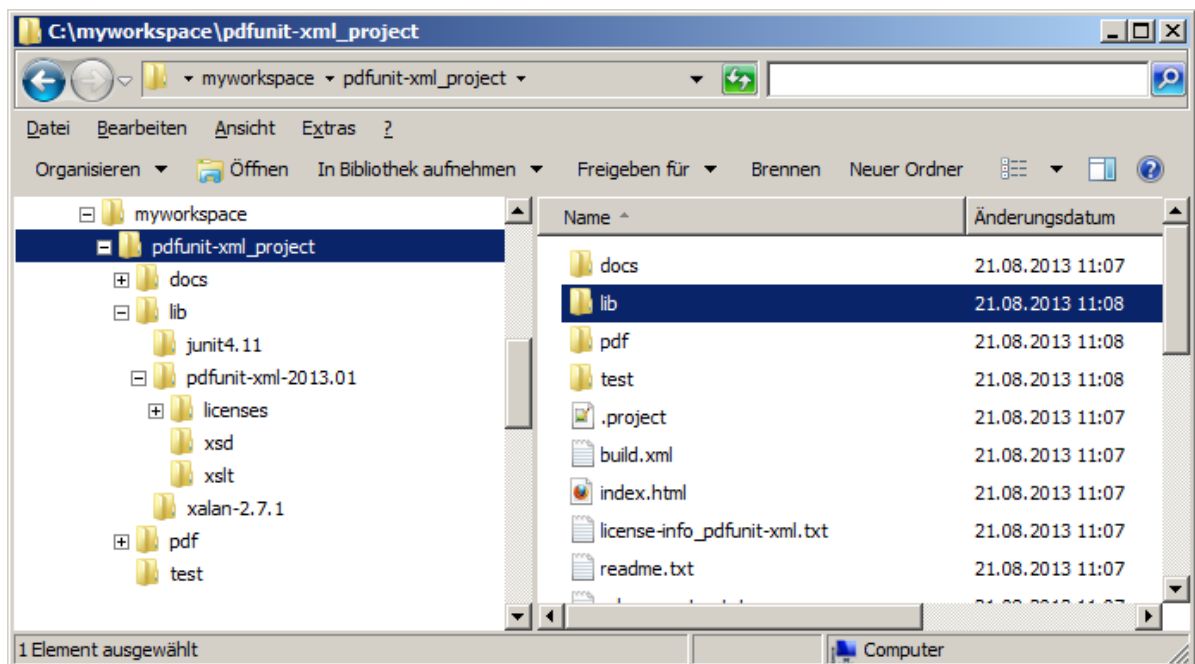 C:\myworkspace\pdfunit-xml_project
myworkspace pdfunit-xml_project
Datei Bearbeiten Ansicht Extras ?
Organisieren Öffnen In Bibliothek aufnehmen Freigeben für Brennen Neuer Ordner
myworkspace
pdfunit-xml_project
docs
lib
junit4.11
pdfunit-xml-2013.01
licenses
xsd
xslt
xalan-2.7.1
pdf
test
Name Änderungsdatum
docs 21.08.2013 11:07
lib 21.08.2013 11:08
pdf 21.08.2013 11:08
test 21.08.2013 11:08
.project 21.08.2013 11:07
build.xml 21.08.2013 11:07
index.html 21.08.2013 11:07
license-info_pdfunit-xml.txt 21.08.2013 11:07
readme.txt 21.08.2013 11:07
1 Element ausgewählt Computer